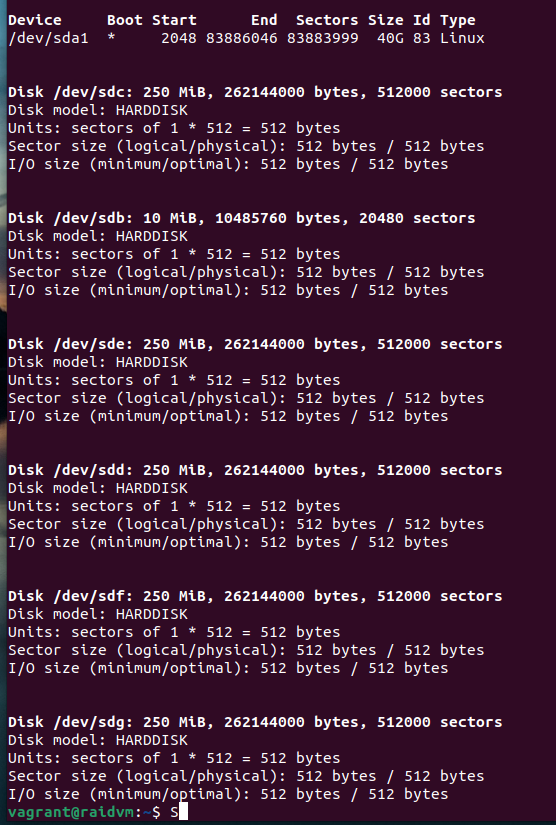 Device     Boot Start      End  Sectors Size Id Type
/dev/sda1  *     2048 83886046 83883999  40G 83 Linux
Disk /dev/sdc: 250 MiB, 262144000 bytes, 512000 sectors
Disk model: HARDDISK
Units: sectors of 1 * 512 = 512 bytes
Sector size (logical/physical): 512 bytes / 512 bytes
I/O size (minimum/optimal): 512 bytes / 512 bytes
Disk /dev/sdb: 10 MiB, 10485760 bytes, 20480 sectors
Disk model: HARDDISK
Units: sectors of 1 * 512 = 512 bytes
Sector size (logical/physical): 512 bytes / 512 bytes
I/O size (minimum/optimal): 512 bytes / 512 bytes
Disk /dev/sde: 250 MiB, 262144000 bytes, 512000 sectors
Disk model: HARDDISK
Units: sectors of 1 * 512 = 512 bytes
Sector size (logical/physical): 512 bytes / 512 bytes
I/O size (minimum/optimal): 512 bytes / 512 bytes
Disk /dev/sdd: 250 MiB, 262144000 bytes, 512000 sectors
Disk model: HARDDISK
Units: sectors of 1 * 512 = 512 bytes
Sector size (logical/physical): 512 bytes / 512 bytes
I/O size (minimum/optimal): 512 bytes / 512 bytes
Disk /dev/sdf: 250 MiB, 262144000 bytes, 512000 sectors
Disk model: HARDDISK
Units: sectors of 1 * 512 = 512 bytes
Sector size (logical/physical): 512 bytes / 512 bytes
I/O size (minimum/optimal): 512 bytes / 512 bytes
Disk /dev/sdg: 250 MiB, 262144000 bytes, 512000 sectors
Disk model: HARDDISK
Units: sectors of 1 * 512 = 512 bytes
Sector size (logical/physical): 512 bytes / 512 bytes
I/O size (minimum/optimal): 512 bytes / 512 bytes
vagrant@raidvm:~$ S